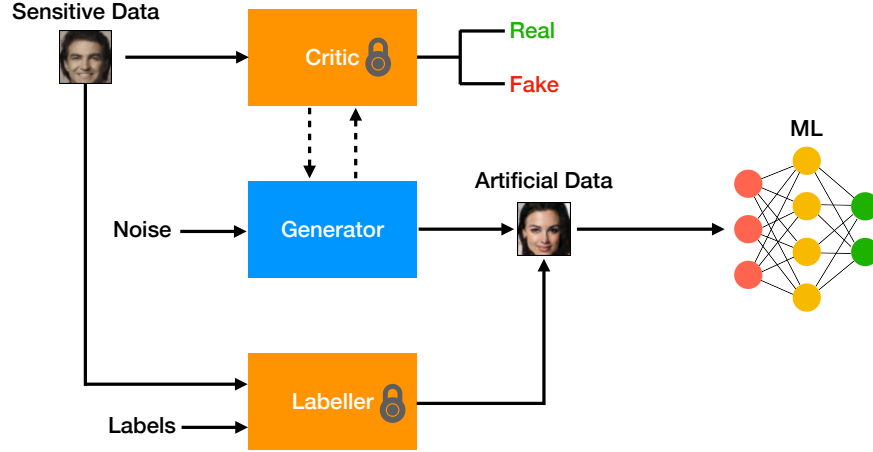 Sensitive Data
Critic
Real
Fake
ML
Artificial Data
Noise
Generator
Labeller
Labels